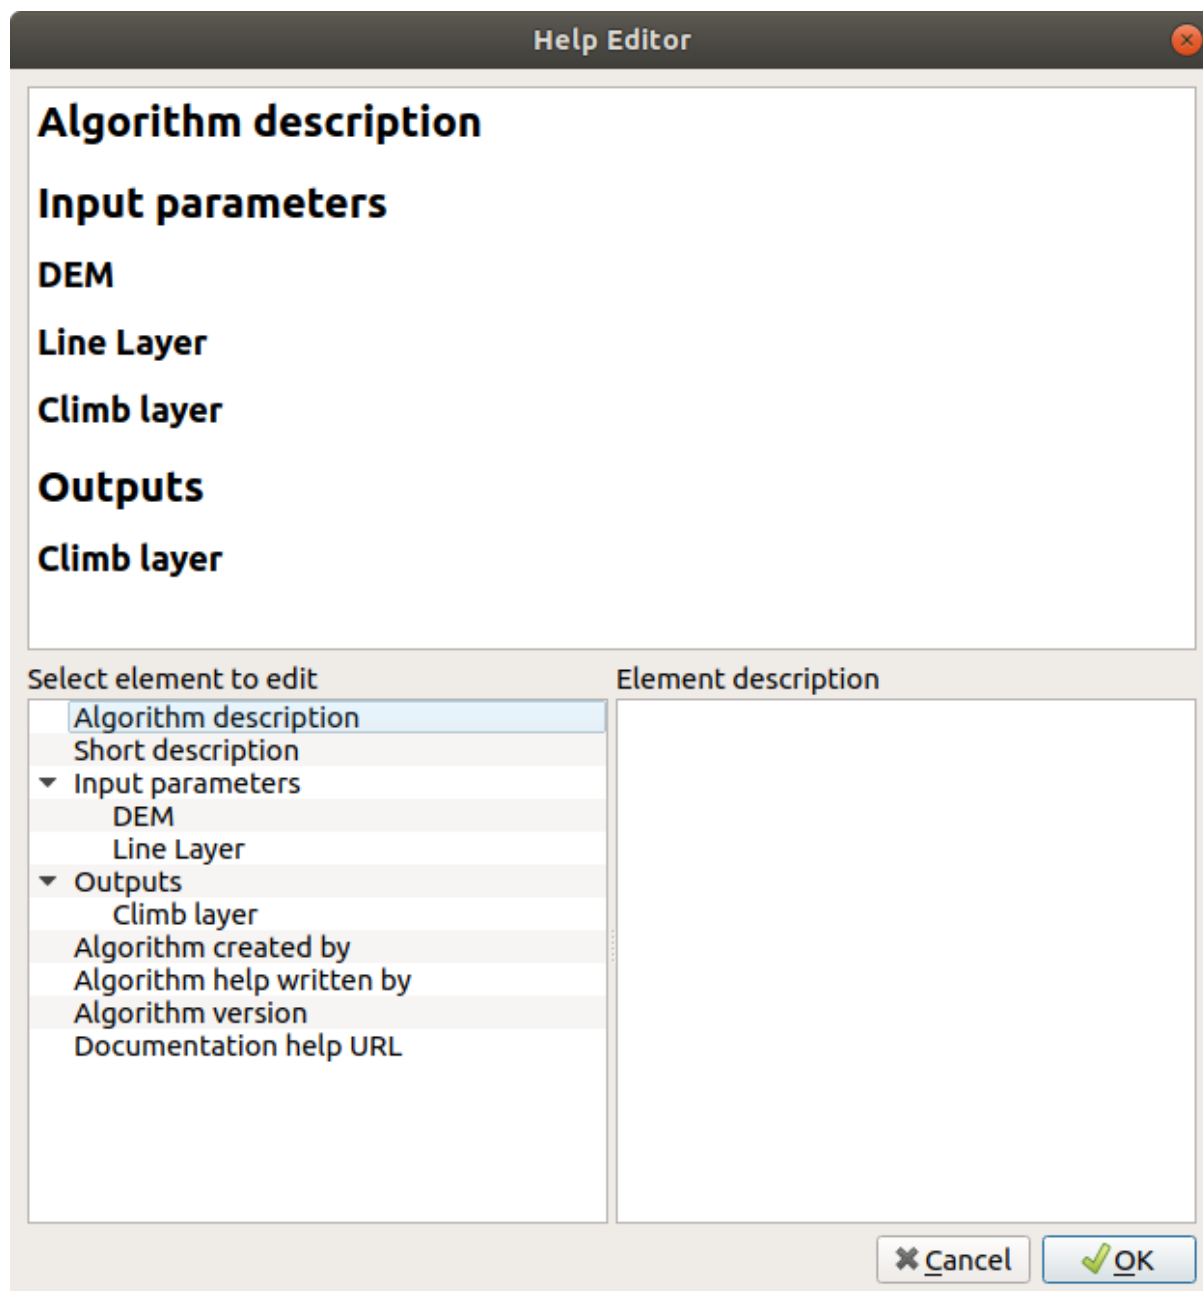 Help Editor
Algorithm description
Input parameters
DEM
Line Layer
Climb layer
Outputs
Climb layer
Select element to edit
Element description
Algorithm description
Short description
Input parameters
DEM
Line Layer
Outputs
Climb layer
Algorithm created by
Algorithm help written by
Algorithm version
Documentation help URL
Cancel
OK